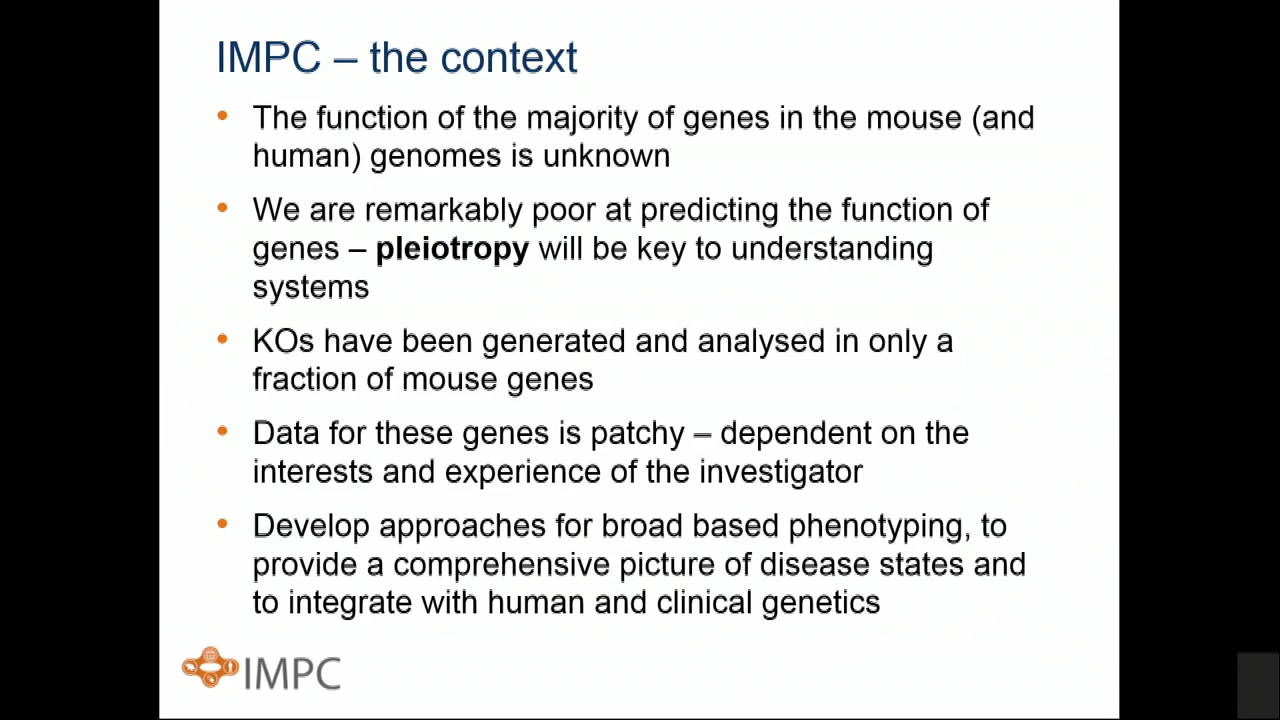 IMPC – the context
• The function of the majority of genes in the mouse (and
human) genomes is unknown
• We are remarkably poor at predicting the function of
genes – pleiotropy will be key to understanding
systems
• KOs have been generated and analysed in only a
fraction of mouse genes
• Data for these genes is patchy – dependent on the
interests and experience of the investigator
• Develop approaches for broad based phenotyping, to
provide a comprehensive picture of disease states and
to integrate with human and clinical genetics
IMPC